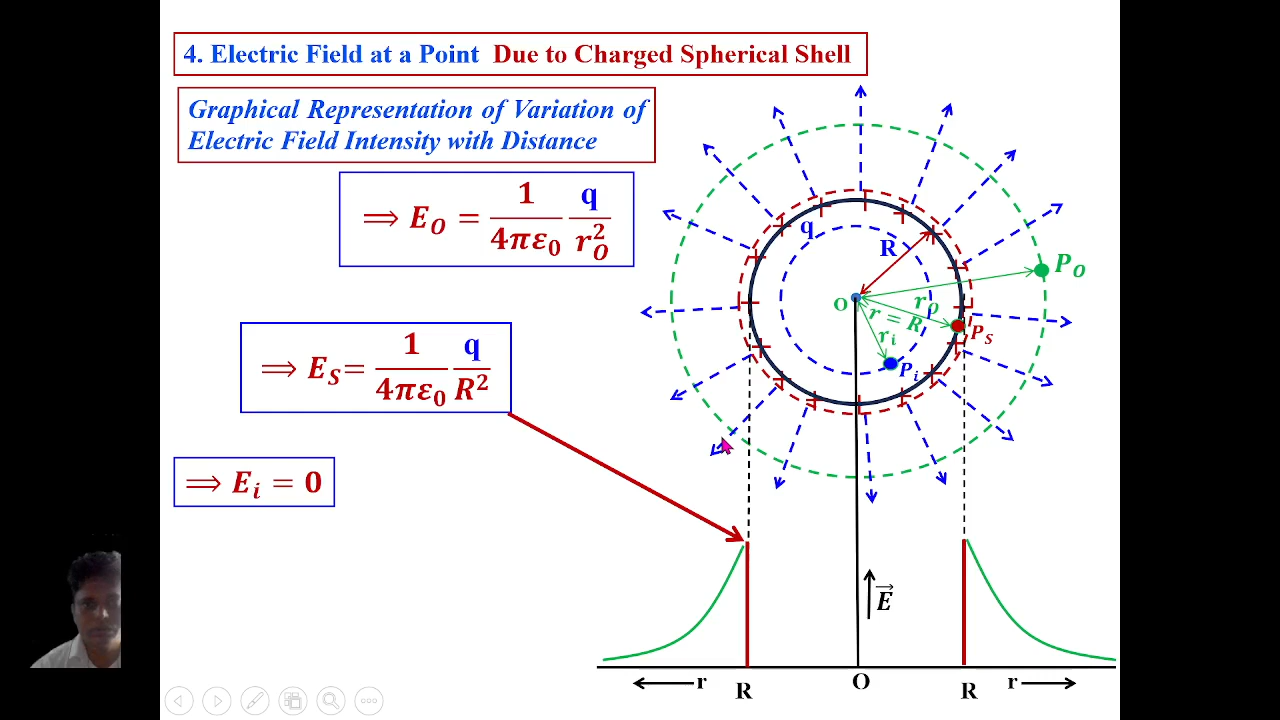 4. Electric Field at a Point Due to Charged Spherical Shell
Graphical Representation of Variation of
Electric Field Intensity with Distance
⟹ E_O = 1/(4πε₀) q/r_O²
⟹ E_S= 1/(4πε₀) q/R²
⟹ E_i = 0
q
R
P_O
O
r_O
r = R
P_S
r_i
P_i
E⃗
r
R
O
R
r